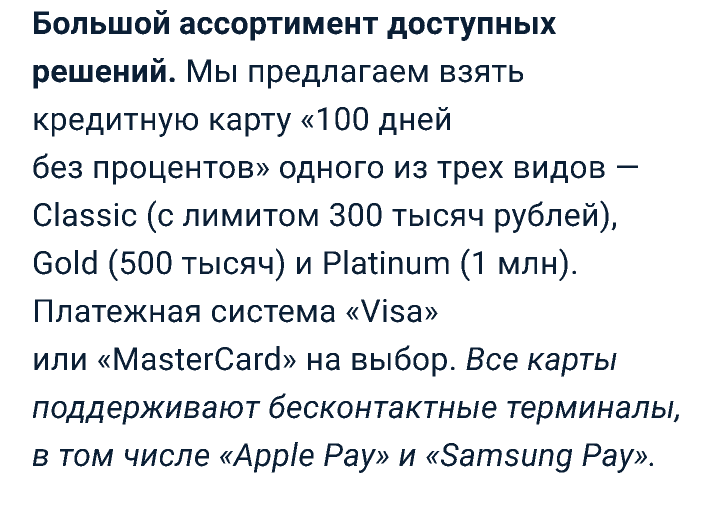 Большой ассортимент доступных
решений. Мы предлагаем взять
кредитную карту «100 дней
без процентов» одного из трех видов —
Classic (с лимитом 300 тысяч рублей),
Gold (500 тысяч) и Platinum (1 млн).
Платежная система «Visa»
или «MasterCard» на выбор. Все карты
поддерживают бесконтактные терминалы,
в том числе «Apple Pay» и «Samsung Pay».